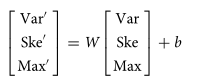 [Var′ Ske′ Max′] = W [Var Ske Max] + b